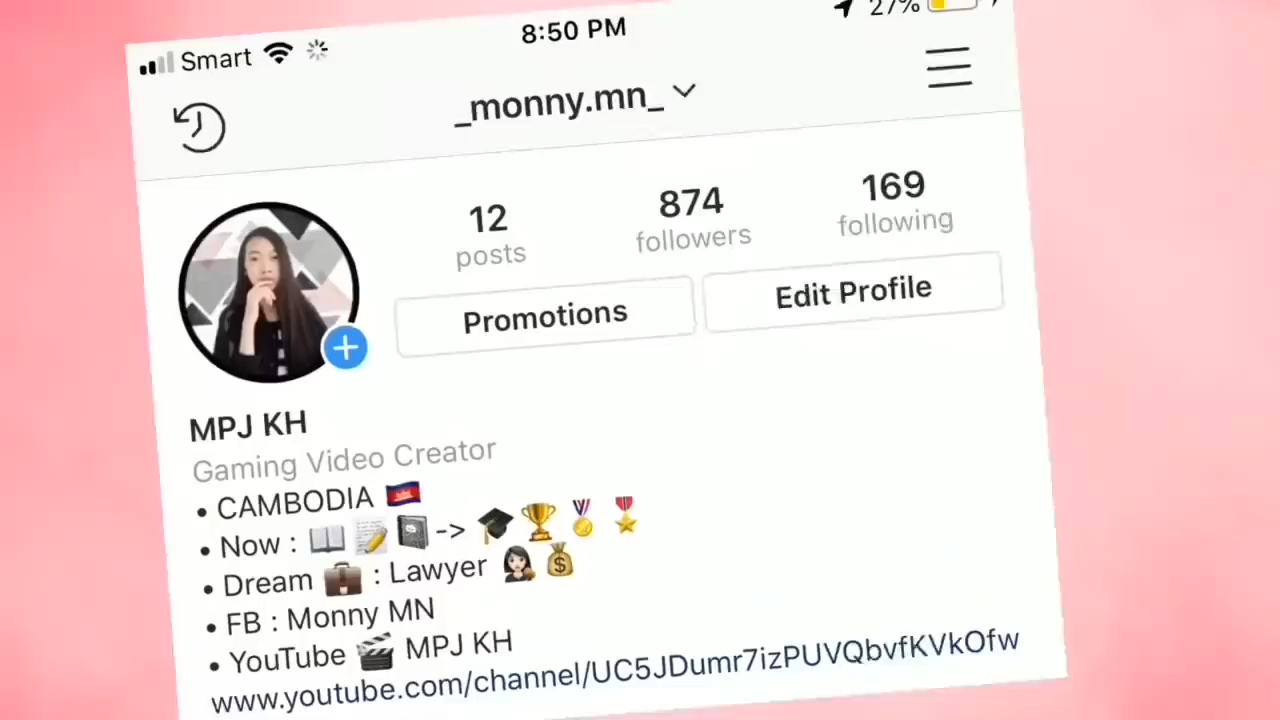 Smart 8:50 PM 27%
_monny.mn_
12 874 169
posts followers following
Promotions Edit Profile
MPJ KH
Gaming Video Creator
• CAMBODIA 🇰🇭
• Now : 📖 📝 📓 -> 🎓 🏆 🏅 🎖
• Dream 💼 : Lawyer 👩🏻‍⚖️ 💰
• FB : Monny MN
• YouTube 🎬 MPJ KH
www.youtube.com/channel/UC5JDumr7izPUVQbvfKVkOfw